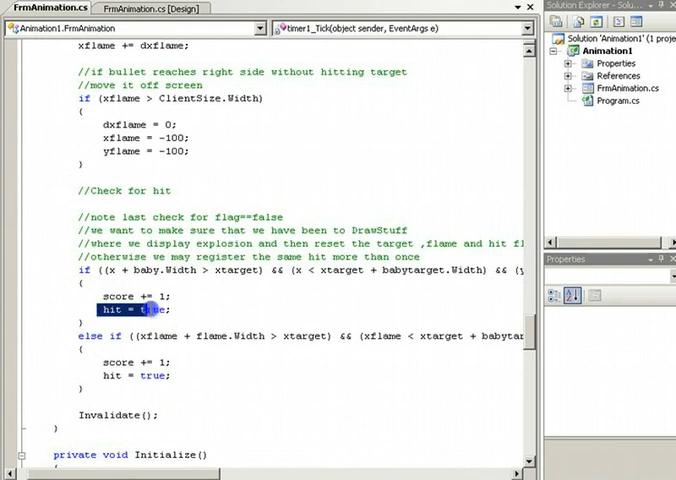 FrmAnimation.cs
FrmAnimation.cs [Design]
Animation1.FrmAnimation
timer1_Tick(object sender, EventArgs e)
xflame += dxflame;
//if bullet reaches right side without hitting target
//move it off screen
if (xflame > ClientSize.Width)
{
dxflame = 0;
xflame = -100;
yflame = -100;
}
//Check for hit
//note last check for flag==false
//we want to make sure that we have been to DrawStuff
//where we display explosion and then reset the target ,flame and hit fl
//otherwise we may register the same hit more than once
if ((x + baby.Width > xtarget) && (x < xtarget + babytarget.Width) && (y
{
score += 1;
hit = true;
}
else if ((xflame + flame.Width > xtarget) && (xflame < xtarget + babytar
{
score += 1;
hit = true;
}
Invalidate();
}
private void Initialize()
{
Solution Explorer - Solu...
Solution 'Animation1' (1 proje
Animation1
Properties
References
FrmAnimation.cs
Program.cs
Properties